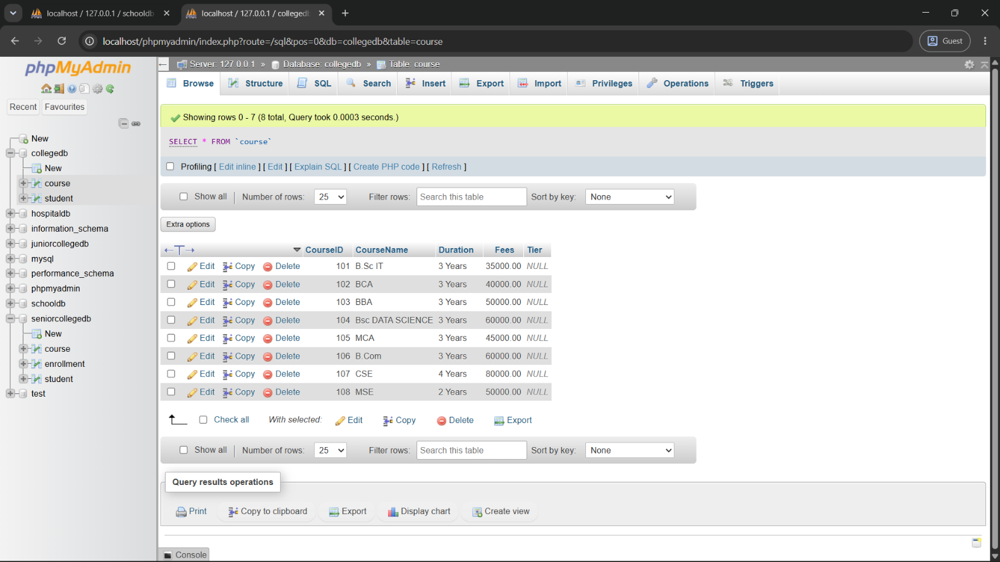 localhost / 127.0.0.1 / schooldb
localhost / 127.0.0.1 / collegedb
localhost/phpmyadmin/index.php?route=/sql&pos=0&db=collegedb&table=course
Guest
phpMyAdmin
Recent Favourites
New
collegedb
New
course
student
hospitaldb
information_schema
juniorcollegedb
mysql
performance_schema
phpmyadmin
schooldb
seniorcollegedb
New
course
enrollment
student
test
Server: 127.0.0.1 » Database: collegedb » Table: course
Browse Structure SQL Search Insert Export Import Privileges Operations Triggers
Showing rows 0 - 7 (8 total, Query took 0.0003 seconds.)
SELECT * FROM `course`
Profiling [ Edit inline ] [ Edit ] [ Explain SQL ] [ Create PHP code ] [ Refresh ]
Show all | Number of rows: 25 Filter rows: Search this table Sort by key: None
Extra options
CourseID CourseName Duration Fees Tier
Edit Copy Delete 101 B.Sc IT 3 Years 35000.00 NULL
Edit Copy Delete 102 BCA 3 Years 40000.00 NULL
Edit Copy Delete 103 BBA 3 Years 50000.00 NULL
Edit Copy Delete 104 Bsc DATA SCIENCE 3 Years 60000.00 NULL
Edit Copy Delete 105 MCA 3 Years 45000.00 NULL
Edit Copy Delete 106 B.Com 3 Years 60000.00 NULL
Edit Copy Delete 107 CSE 4 Years 80000.00 NULL
Edit Copy Delete 108 MSE 2 Years 50000.00 NULL
Check all With selected: Edit Copy Delete Export
Show all | Number of rows: 25 Filter rows: Search this table Sort by key: None
Query results operations
Print Copy to clipboard Export Display chart Create view
Console